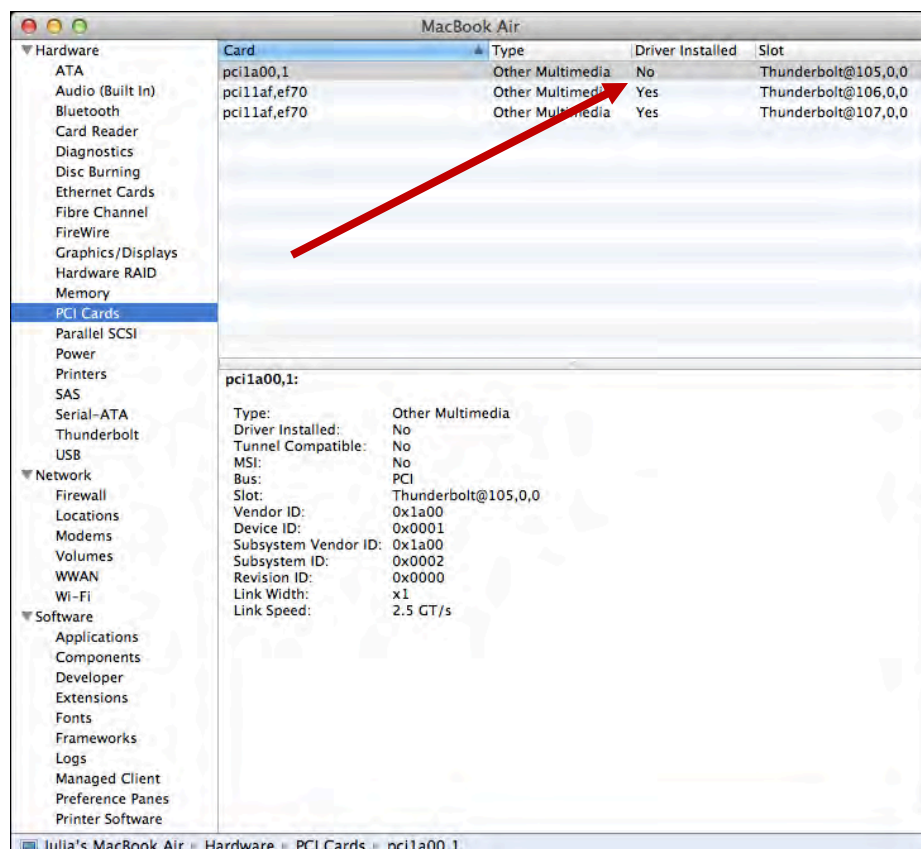 MacBook Air
Hardware
ATA
Audio (Built In)
Bluetooth
Card Reader
Diagnostics
Disc Burning
Ethernet Cards
Fibre Channel
FireWire
Graphics/Displays
Hardware RAID
Memory
PCI Cards
Parallel SCSI
Power
Printers
SAS
Serial-ATA
Thunderbolt
USB
Network
Firewall
Locations
Modems
Volumes
WWAN
Wi-Fi
Software
Applications
Components
Developer
Extensions
Fonts
Frameworks
Logs
Managed Client
Preference Panes
Printer Software
Card Type Driver Installed Slot
pci1a00,1 Other Multimedia No Thunderbolt@105,0,0
pci11af,ef70 Other Multimedia Yes Thunderbolt@106,0,0
pci11af,ef70 Other Multimedia Yes Thunderbolt@107,0,0
pci1a00,1:
Type: Other Multimedia
Driver Installed: No
Tunnel Compatible: No
MSI: No
Bus: PCI
Slot: Thunderbolt@105,0,0
Vendor ID: 0x1a00
Device ID: 0x0001
Subsystem Vendor ID: 0x1a00
Subsystem ID: 0x0002
Revision ID: 0x0000
Link Width: x1
Link Speed: 2.5 GT/s
Julia's MacBook Air Hardware PCI Cards pci1a00,1